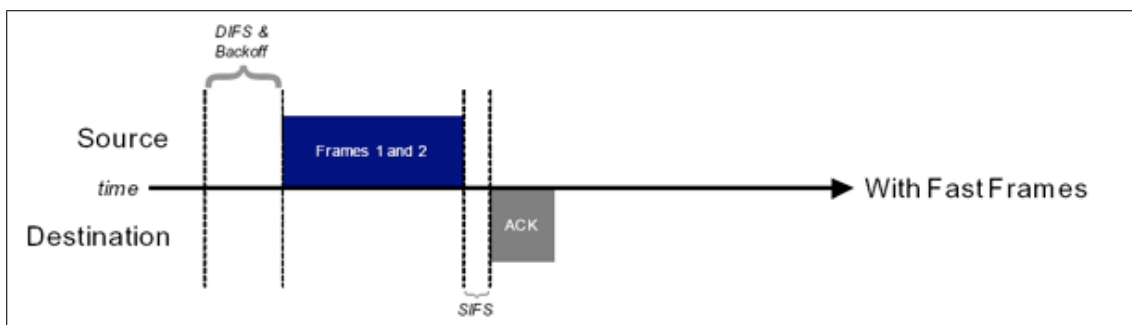 DIFS &
Backoff
Source
Frames 1 and 2
time
With Fast Frames
Destination
ACK
SIFS